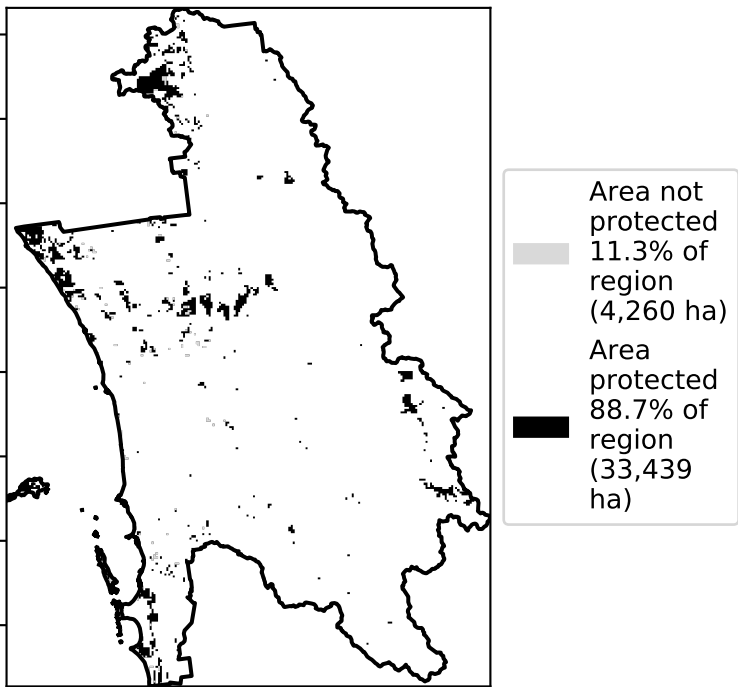 Area not
protected
11.3% of
region
(4,260 ha)
Area
protected
88.7% of
region
(33,439
ha)